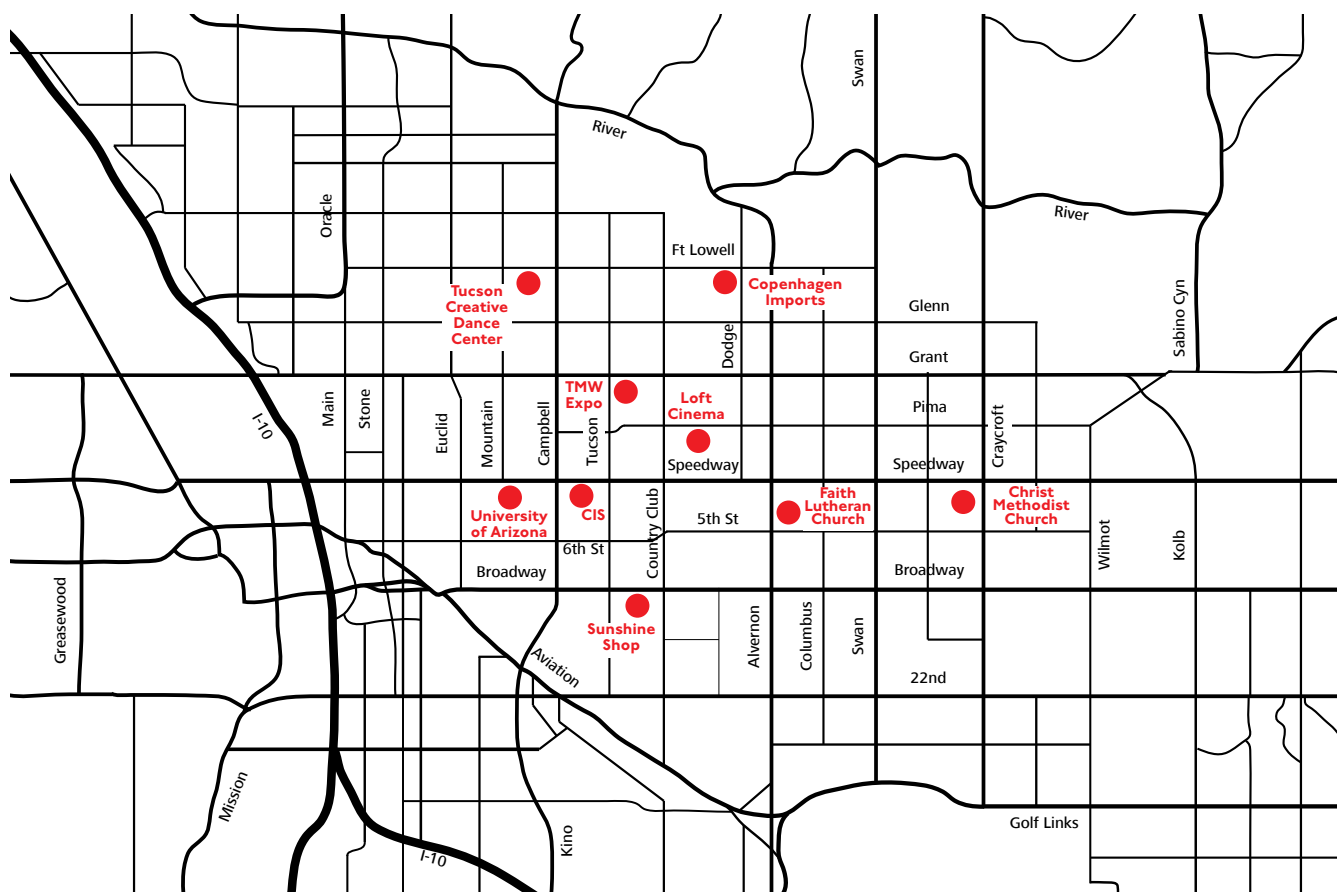 Swan
River
Oracle
River
Ft Lowell
Sabino Cyn
Tucson
Creative
Dance
Center
Copenhagen
Imports
Glenn
Dodge
Grant
I-10
Main
Stone
Euclid
Mountain
Campbell
TMW
Expo
Tucson
Loft
Cinema
Pima
Craycroft
Speedway
Speedway
University
of Arizona
CIS
Country Club
5th St
Faith
Lutheran
Church
Christ
Methodist
Church
6th St
Wilmot
Kolb
Broadway
Broadway
Greasewood
Sunshine
Shop
Alvernon
Columbus
Swan
Aviation
22nd
Mission
Kino
I-10
Golf Links